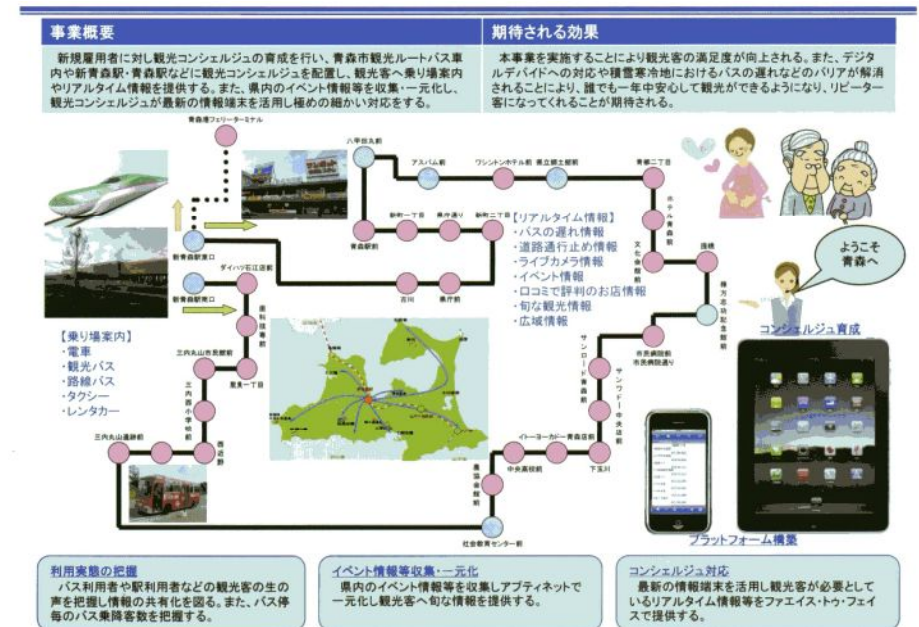 事業概要
新規雇用者に対し観光コンシェルジュの育成を行い、青森市観光ルートバス車
内や新青森駅・青森駅などに観光コンシェルジュを配置し、観光客へ乗り場案内
やリアルタイム情報を提供する。また、県内のイベント情報等を収集・一元化し、
観光コンシェルジュが最新の情報端末を活用し極めの細かい対応をする。
期待される効果
本事業を実施することにより観光客の満足度が向上される。また、デジタ
ルデバイドへの対応や積雪寒冷地におけるバスの遅れなどのバリアが解消
されることにより、誰でも一年中安心して観光ができるようになり、リピーター
客になってくれることが期待される。
青森港フェリーターミナル
八甲田丸前
アスパム前
ワシントンホテル前
県立郷土館前
青柳二丁目
ホテル青森前
文化会館前
堤橋
棟方志功記念館前
市民病院前
市民病院通り
サンロード青森前
サンワドー中央店前
下玉川
イトーヨーカドー青森店前
中央高校前
農協会館前
社会教育センター前
新青森駅東口
青森駅前
新町一丁目
県庁通り
新町二丁目
古川
県庁前
新青森駅東口
ダイハツ石江店前
歯科技専前
里見一丁目
三内丸山市民館前
三内西小学校前
西近野
三内丸山遺跡前
【乗り場案内】
・電車
・観光バス
・路線バス
・タクシー
・レンタカー
【リアルタイム情報】
・バスの遅れ情報
・道路通行止め情報
・ライブカメラ情報
・イベント情報
・口コミで評判のお店情報
・旬な観光情報
・広域情報
ようこそ
青森へ
コンシェルジュ育成
プラットフォーム構築
利用実態の把握
バス利用者や駅利用者などの観光客の生の
声を把握し情報の共有化を図る。また、バス停
毎のバス乗降客数を把握する。
イベント情報等収集・一元化
県内のイベント情報等を収集しアプティネットで
一元化し観光客へ旬な情報を提供する。
コンシェルジュ対応
最新の情報端末を活用し観光客が必要として
いるリアルタイム情報等をファエイス・トゥ・フェイ
スで提供する。